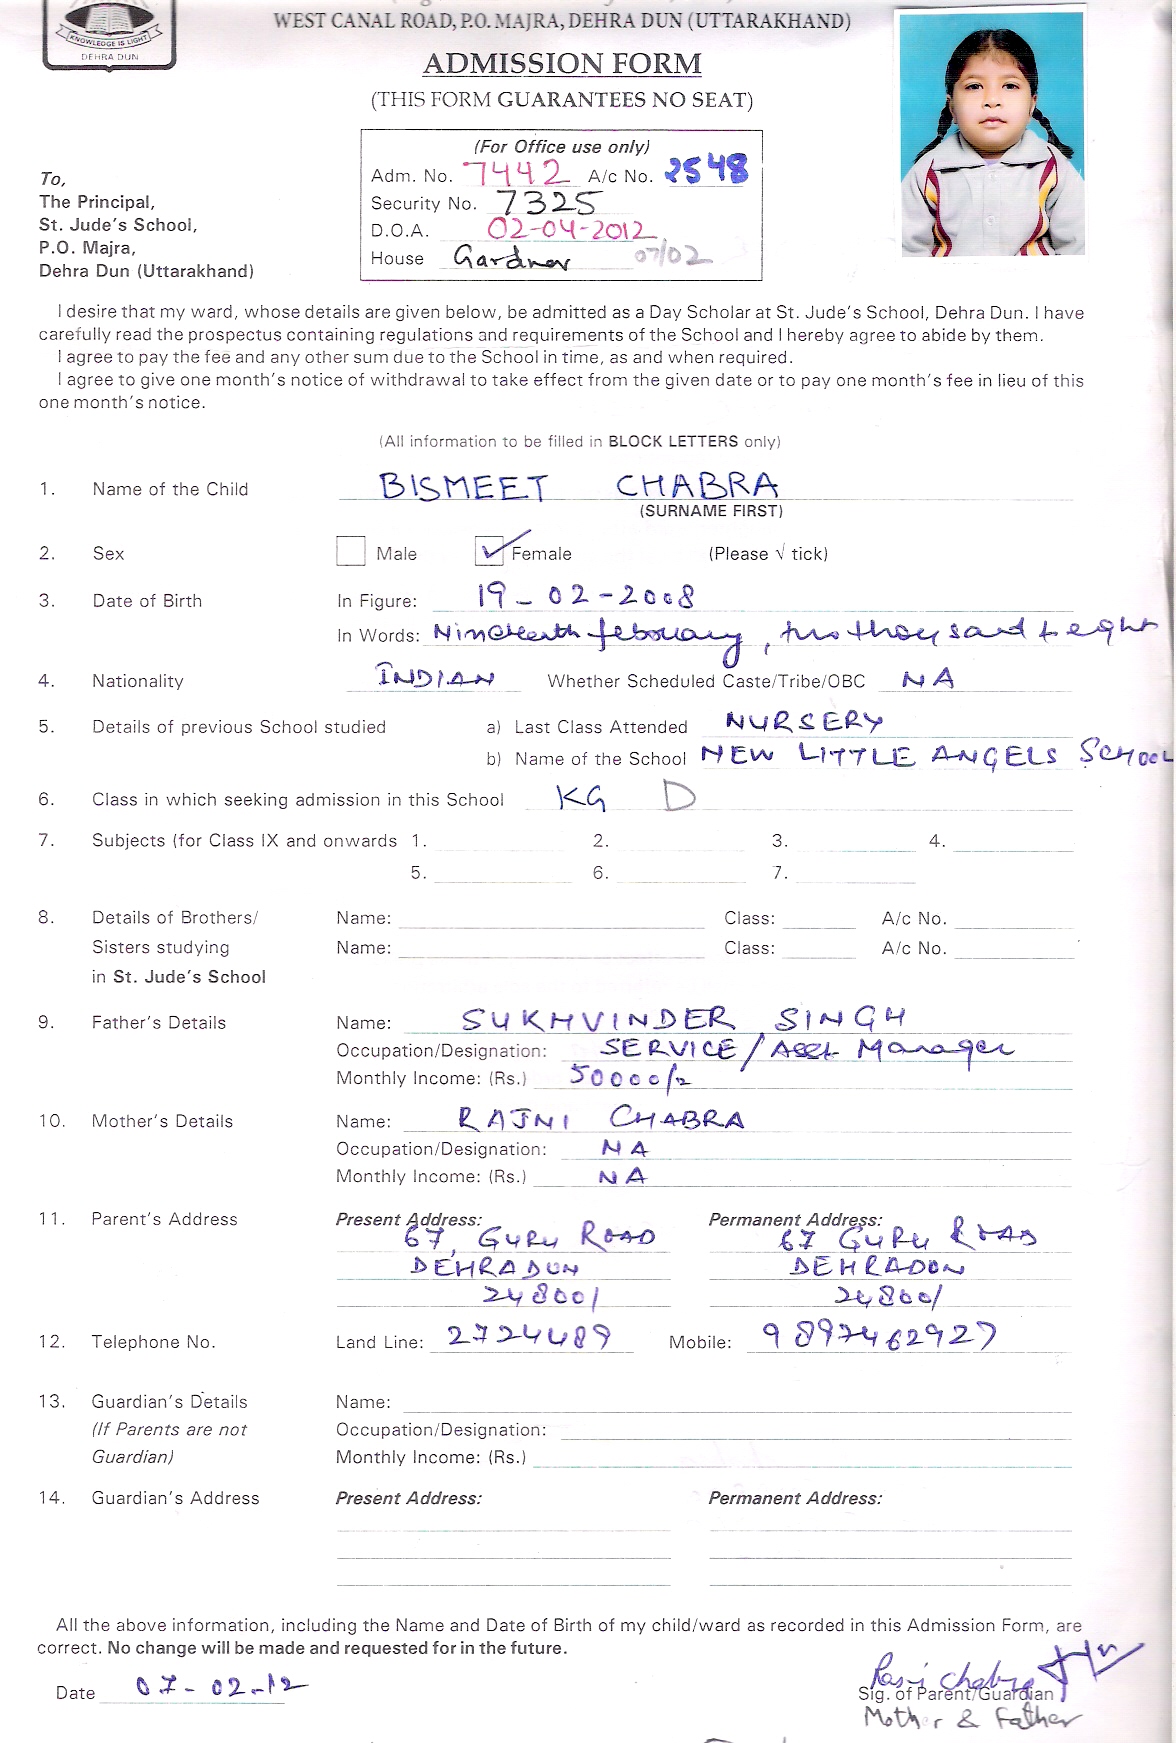 KNOWLEDGE IS LIGHT
DEHRA DUN
WEST CANAL ROAD, P.O. MAJRA, DEHRA DUN (UTTARAKHAND)
ADMISSION FORM
(THIS FORM GUARANTEES NO SEAT)
(For Office use only)
Adm. No. 7442 A/c No. 2548
Security No. 7325
D.O.A. 02-04-2012
House Gardner 07/02
To,
The Principal,
St. Jude's School,
P.O. Majra,
Dehra Dun (Uttarakhand)
I desire that my ward, whose details are given below, be admitted as a Day Scholar at St. Jude's School, Dehra Dun. I have
carefully read the prospectus containing regulations and requirements of the School and I hereby agree to abide by them.
I agree to pay the fee and any other sum due to the School in time, as and when required.
I agree to give one month's notice of withdrawal to take effect from the given date or to pay one month's fee in lieu of this
one month's notice.
(All information to be filled in BLOCK LETTERS only)
1. Name of the Child BISMEET CHABRA
(SURNAME FIRST)
2. Sex Male ✓ Female (Please √ tick)
3. Date of Birth In Figure: 19-02-2008
In Words: Nineteenth february, two thousand & eight
4. Nationality INDIAN Whether Scheduled Caste/Tribe/OBC NA
5. Details of previous School studied a) Last Class Attended NURSERY
b) Name of the School NEW LITTLE ANGELS SCHOOL
6. Class in which seeking admission in this School KG D
7. Subjects (for Class IX and onwards 1. 2. 3. 4.
5. 6. 7.
8. Details of Brothers/ Name: Class: A/c No.
Sisters studying Name: Class: A/c No.
in St. Jude's School
9. Father's Details Name: SUKHVINDER SINGH
Occupation/Designation: SERVICE/Asst. Manager
Monthly Income: (Rs.) 50000/-
10. Mother's Details Name: RAJNI CHABRA
Occupation/Designation: NA
Monthly Income: (Rs.) NA
11. Parent's Address Present Address: Permanent Address:
67, GURU ROAD 67 GURU ROAD
DEHRADUN DEHRADUN
248001 248001
12. Telephone No. Land Line: 2724489 Mobile: 9897462927
13. Guardian's Details Name:
(If Parents are not Occupation/Designation:
Guardian) Monthly Income: (Rs.)
14. Guardian's Address Present Address: Permanent Address:
All the above information, including the Name and Date of Birth of my child/ward as recorded in this Admission Form, are
correct. No change will be made and requested for in the future.
Date 07-02-12 Rajni Chabra
Sig. of Parent/Guardian
Mother & Father